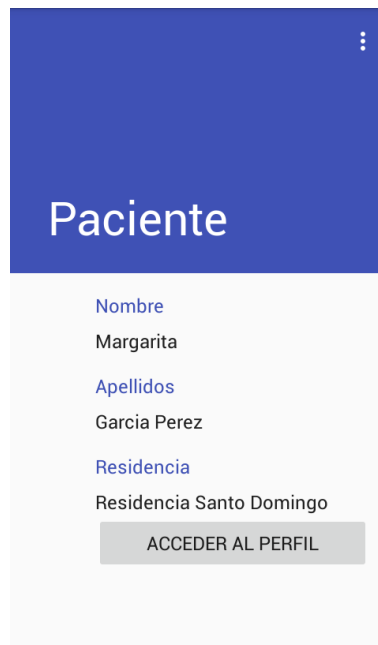 Paciente
Nombre
Margarita
Apellidos
Garcia Perez
Residencia
Residencia Santo Domingo
ACCEDER AL PERFIL